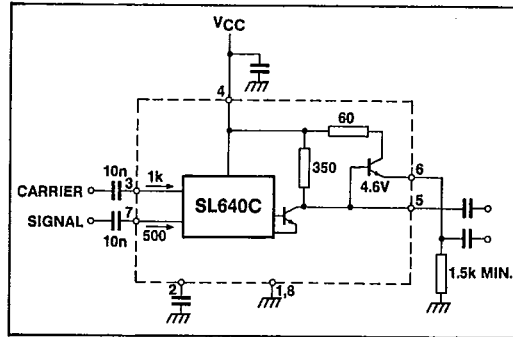 VCC
4
60
10n
3
1k
350
6
4.6V
CARRIER
SL640C
5
SIGNAL
7
10n
500
2
1,8
1.5k MIN.